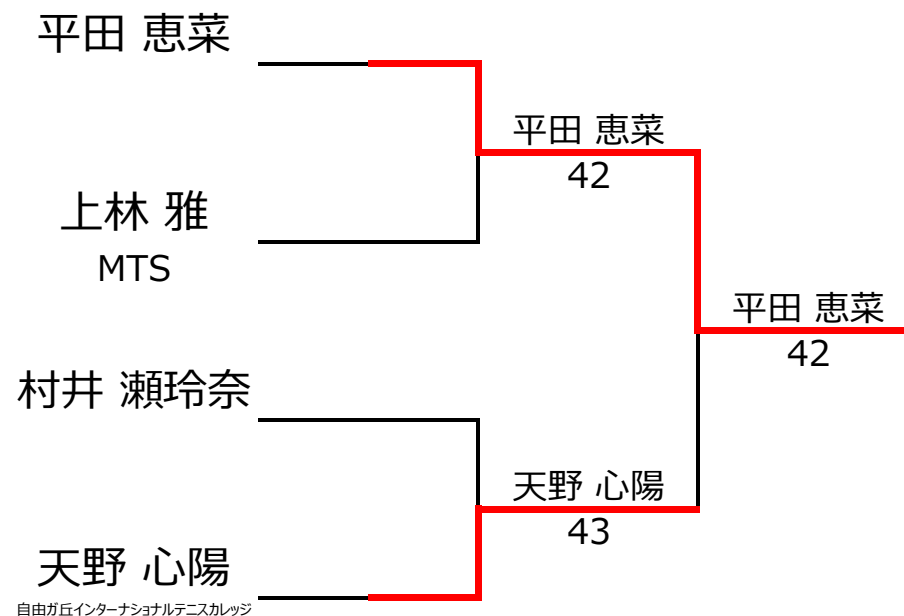 平田 恵菜
平田 恵菜
42
上林 雅
MTS
平田 恵菜
42
村井 瀬玲奈
天野 心陽
43
天野 心陽
自由ガ丘インターナショナルテニスカレッジ